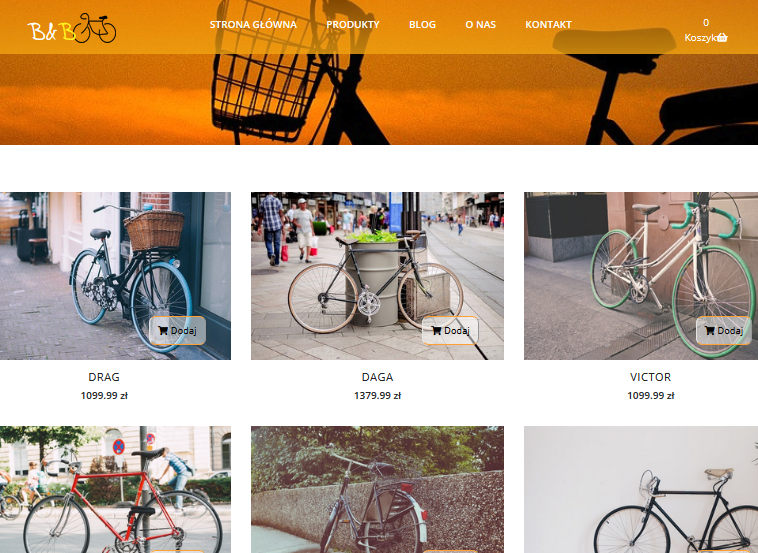 B&B
STRONA GŁÓWNA PRODUKTY BLOG O NAS KONTAKT
0
Koszyk
Dodaj Dodaj Dodaj
DRAG DAGA VICTOR
1099.99 zł 1379.99 zł 1099.99 zł